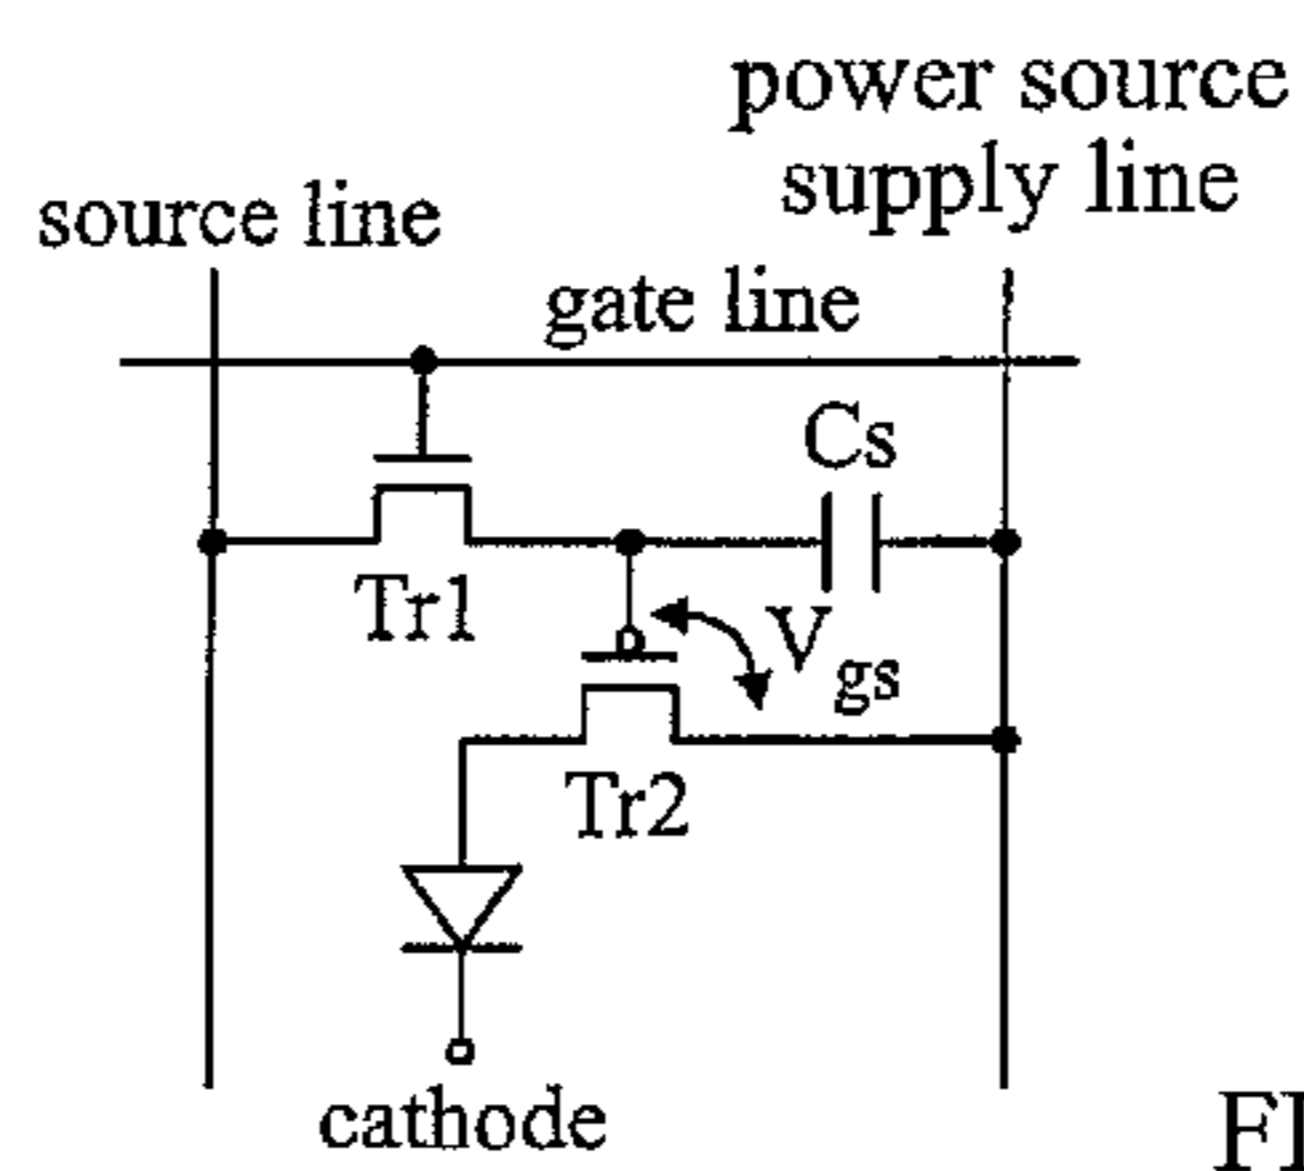 power source
supply line
source line
gate line
Cs
Tr1
Vgs
Tr2
cathode